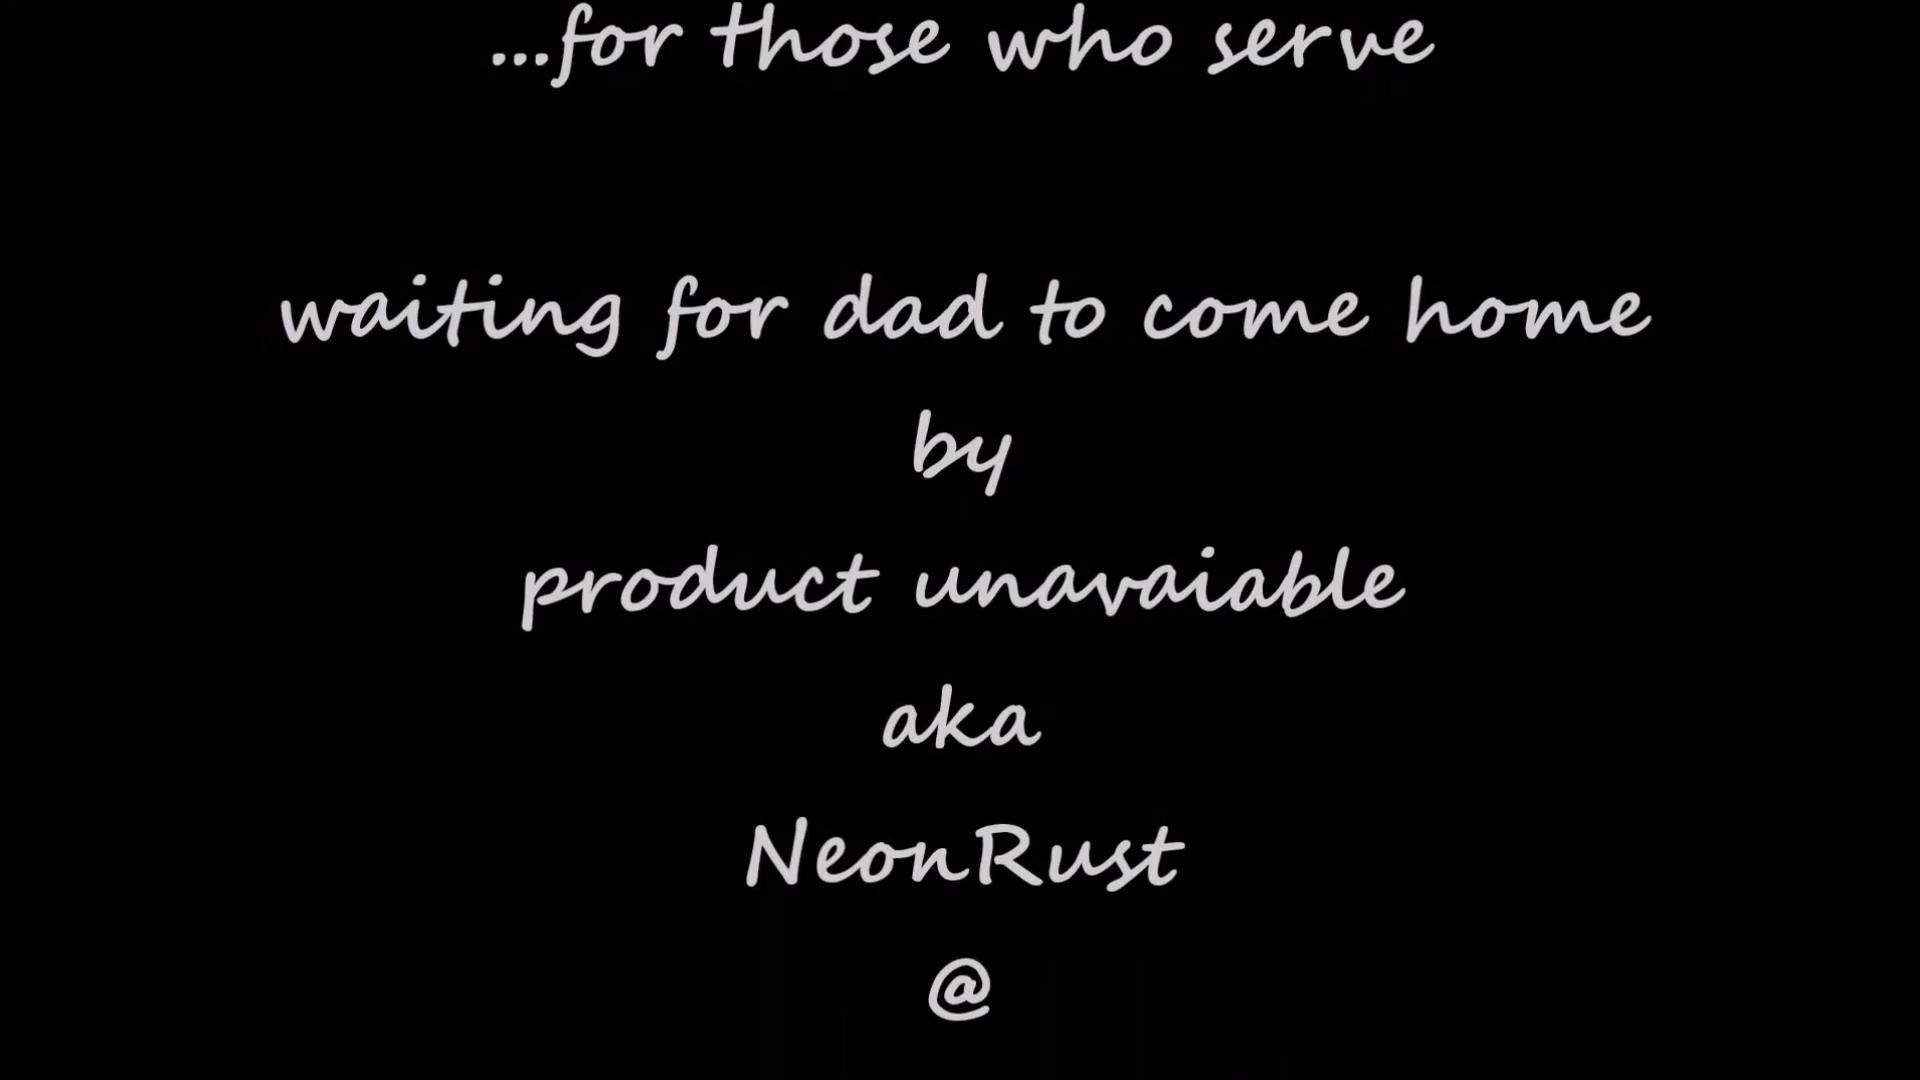 ...for those who serve
waiting for dad to come home
by
product unavaiable
aka
NeonRust
@